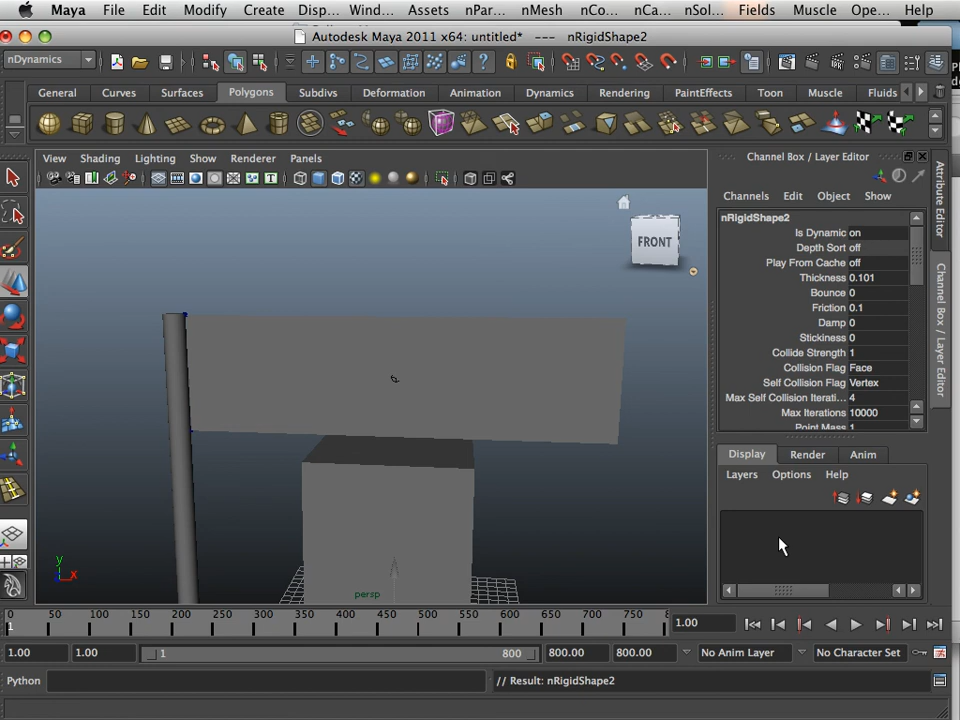 Maya File Edit Modify Create Disp... Wind... Assets nPar... nMesh nCo... nCa... nSol... Fields Muscle Ope... Help
Autodesk Maya 2011 x64: untitled* --- nRigidShape2
nDynamics
General Curves Surfaces Polygons Subdivs Deformation Animation Dynamics Rendering PaintEffects Toon Muscle Fluids
View Shading Lighting Show Renderer Panels
Channel Box / Layer Editor
Channels Edit Object Show
nRigidShape2
Is Dynamic on
Depth Sort off
Play From Cache off
Thickness 0.101
Bounce 0
Friction 0.1
Damp 0
Stickiness 0
Collide Strength 1
Collision Flag Face
Self Collision Flag Vertex
Max Self Collision Iterati... 4
Max Iterations 10000
Point Mass 1
Attribute Editor
Channel Box / Layer Editor
FRONT
Display Render Anim
Layers Options Help
y
x
persp
0 50 100 150 200 250 300 350 400 450 500 550 600 650 700 750 8
1
1.00
1.00 1.00 1 800 800.00 800.00 No Anim Layer No Character Set
Python // Result: nRigidShape2